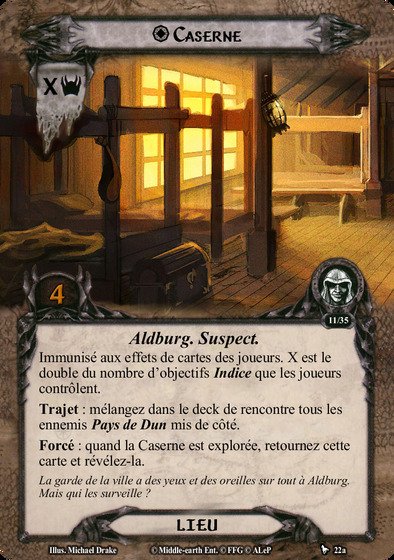 Caserne
X
4
11/35
Aldburg. Suspect.
Immunisé aux effets de cartes des joueurs. X est le
double du nombre d'objectifs Indice que les joueurs
contrôlent.
Trajet : mélangez dans le deck de rencontre tous les
ennemis Pays de Dun mis de côté.
Forcé : quand la Caserne est explorée, retournez cette
carte et révélez-la.
La garde de la ville a des yeux et des oreilles sur tout à Aldburg.
Mais qui les surveille ?
LIEU
Illus. Michael Drake © Middle-earth Ent. © FFG © ALeP 22a